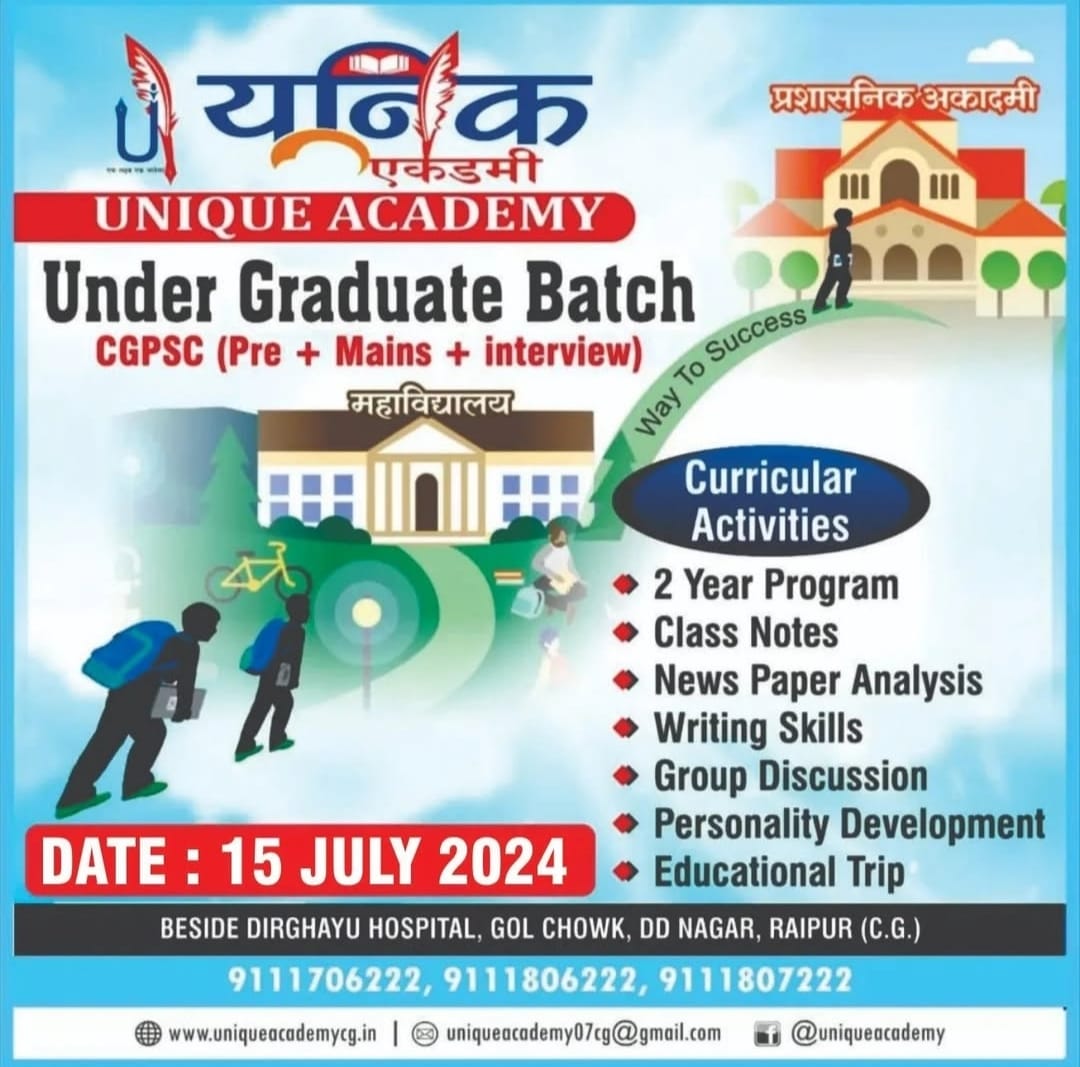 यूनिक
एकेडमी
UNIQUE ACADEMY
प्रशासनिक अकादमी
Under Graduate Batch
CGPSC (Pre + Mains + interview)
Way To Success
महाविद्यालय
Curricular
Activities
2 Year Program
Class Notes
News Paper Analysis
Writing Skills
Group Discussion
Personality Development
Educational Trip
DATE : 15 JULY 2024
BESIDE DIRGHAYU HOSPITAL, GOL CHOWK, DD NAGAR, RAIPUR (C.G.)
9111706222, 9111806222, 9111807222
www.uniqueacademycg.in | uniqueacademy07cg@gmail.com @uniqueacademy